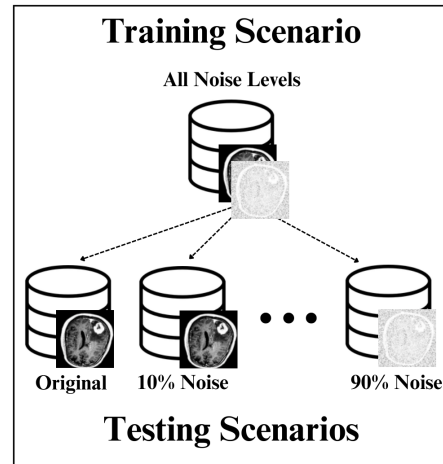 Training Scenario
All Noise Levels
Original
10% Noise
90% Noise
Testing Scenarios